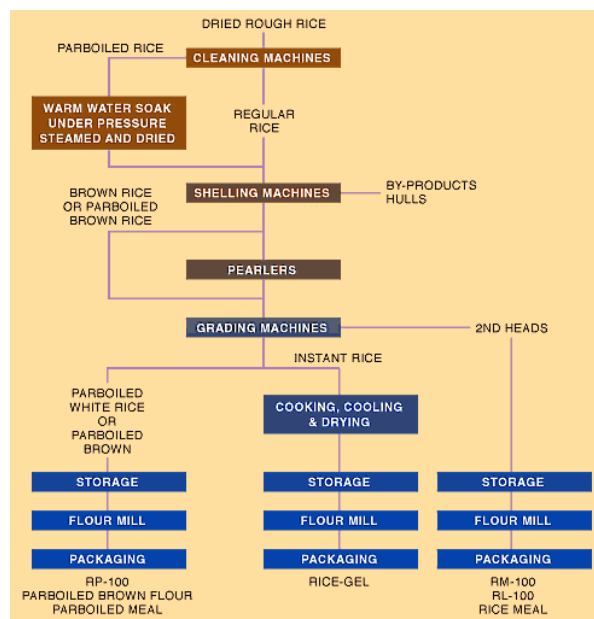 DRIED ROUGH RICE
PARBOILED RICE
CLEANING MACHINES
WARM WATER SOAK
UNDER PRESSURE
STEAMED AND DRIED
REGULAR
RICE
BROWN RICE
OR PARBOILED
BROWN RICE
SHELLING MACHINES
BY-PRODUCTS
HULLS
PEARLERS
GRADING MACHINES
2ND HEADS
INSTANT RICE
PARBOILED
WHITE RICE
OR
PARBOILED
BROWN
COOKING, COOLING
& DRYING
STORAGE
FLOUR MILL
PACKAGING
RP-100
PARBOILED BROWN FLOUR
PARBOILED MEAL
STORAGE
FLOUR MILL
PACKAGING
RICE-GEL
STORAGE
FLOUR MILL
PACKAGING
RM-100
RL-100
RICE MEAL